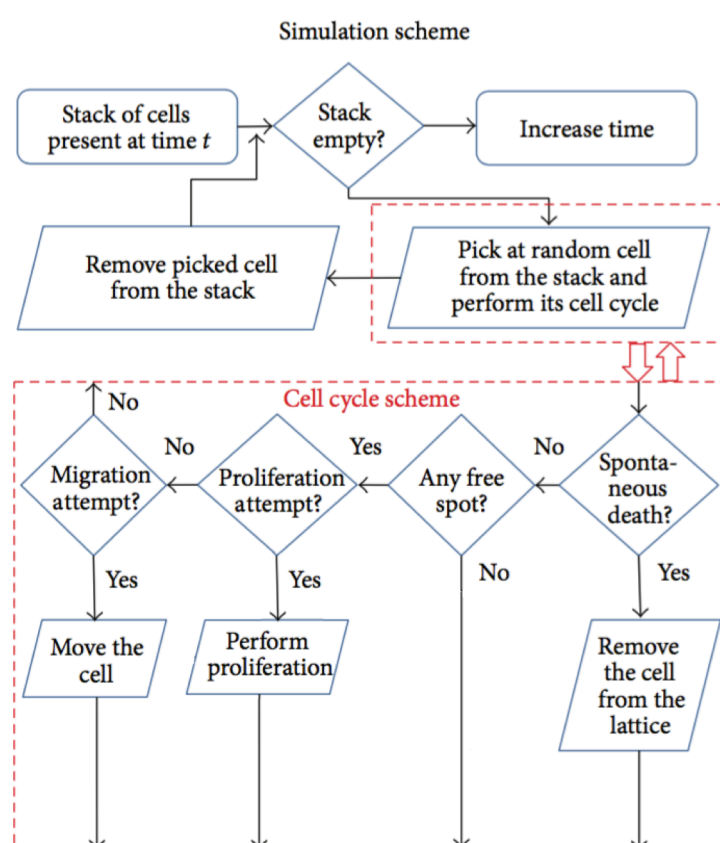 Simulation scheme
Stack of cells
present at time t
Stack
empty?
Increase time
Remove picked cell
from the stack
Pick at random cell
from the stack and
perform its cell cycle
Cell cycle scheme
No
Migration
attempt?
No
Proliferation
attempt?
Yes
Any free
spot?
No
Sponta-
neous
death?
Yes
Yes
No
Yes
Move the
cell
Perform
proliferation
Remove
the cell
from the
lattice